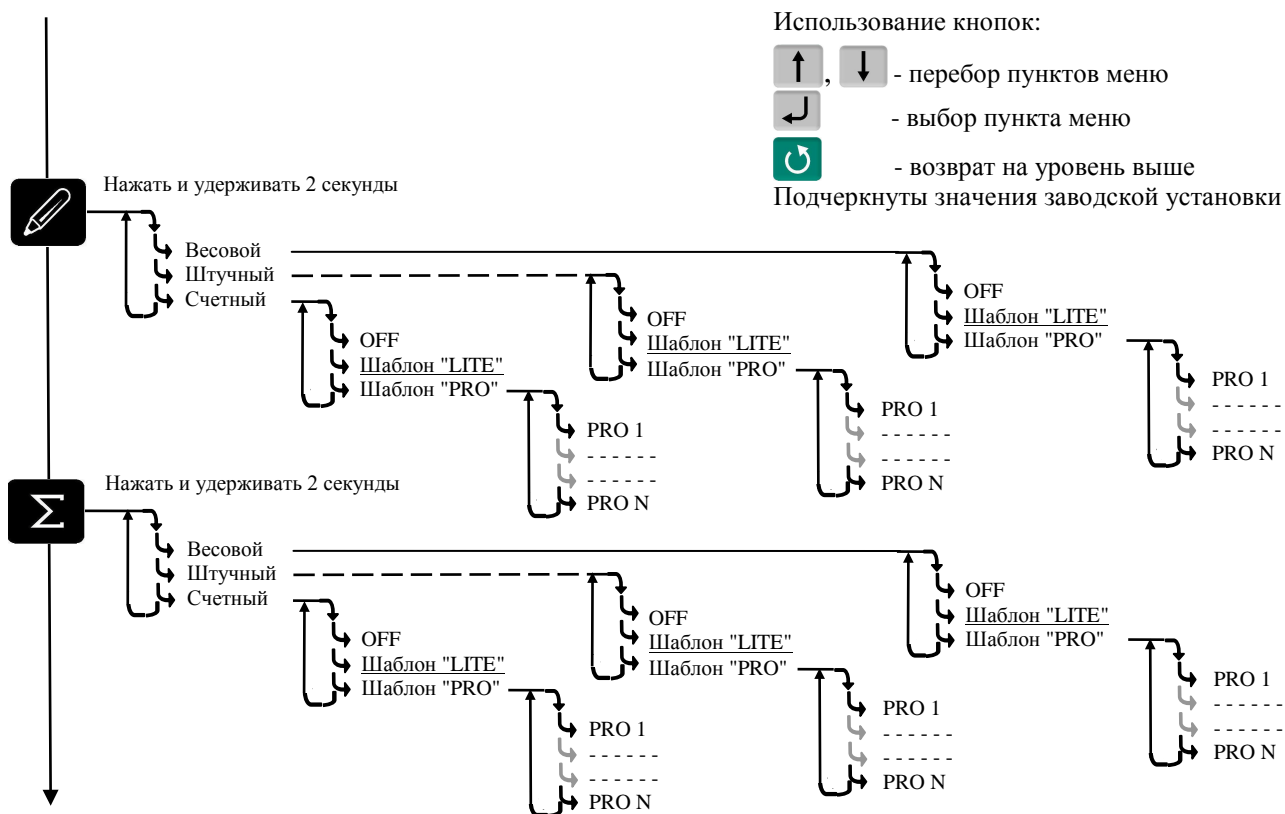 Использование кнопок:
, - перебор пунктов меню
- выбор пункта меню
- возврат на уровень выше
Подчеркнуты значения заводской установки
Нажать и удерживать 2 секунды
Весовой
Штучный
Счетный
OFF
Шаблон "LITE"
Шаблон "PRO"
PRO 1
- - - - - -
- - - - - -
PRO N
OFF
Шаблон "LITE"
Шаблон "PRO"
PRO 1
- - - - - -
- - - - - -
PRO N
OFF
Шаблон "LITE"
Шаблон "PRO"
PRO 1
- - - - - -
- - - - - -
PRO N
Нажать и удерживать 2 секунды
Σ
Весовой
Штучный
Счетный
OFF
Шаблон "LITE"
Шаблон "PRO"
PRO 1
- - - - - -
- - - - - -
PRO N
OFF
Шаблон "LITE"
Шаблон "PRO"
PRO 1
- - - - - -
- - - - - -
PRO N
OFF
Шаблон "LITE"
Шаблон "PRO"
PRO 1
- - - - - -
- - - - - -
PRO N